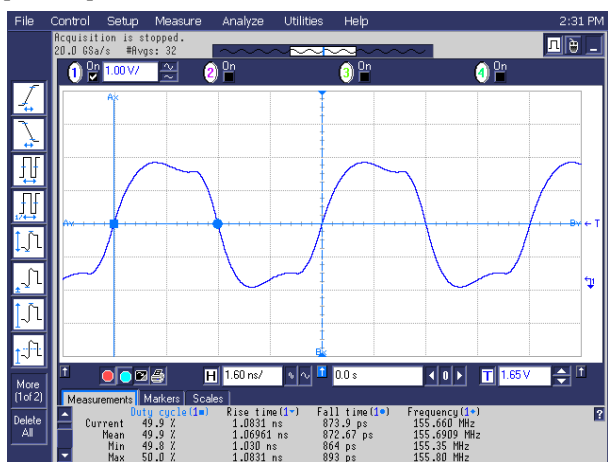 File Control Setup Measure Analyze Utilities Help 2:31 PM
Acquisition is stopped.
20.0 GSa/s #Avgs: 32
1 On 1.00 V/ 2 On 3 On 4 On
Ax
Ay By T
Bx
H 1.60 ns/ 0.0 s 0 T 1.65 V
More
(1of 2)
Delete
All
Measurements Markers Scales
Duty cycle(1) Rise time(1) Fall time(1) Frequency(1)
Current 49.9 % 1.0831 ns 873.9 ps 155.660 MHz
Mean 49.9 % 1.06961 ns 872.67 ps 155.6909 MHz
Min 49.8 % 1.030 ns 864 ps 155.35 MHz
Max 50.0 % 1.0831 ns 893 ps 155.80 MHz
?